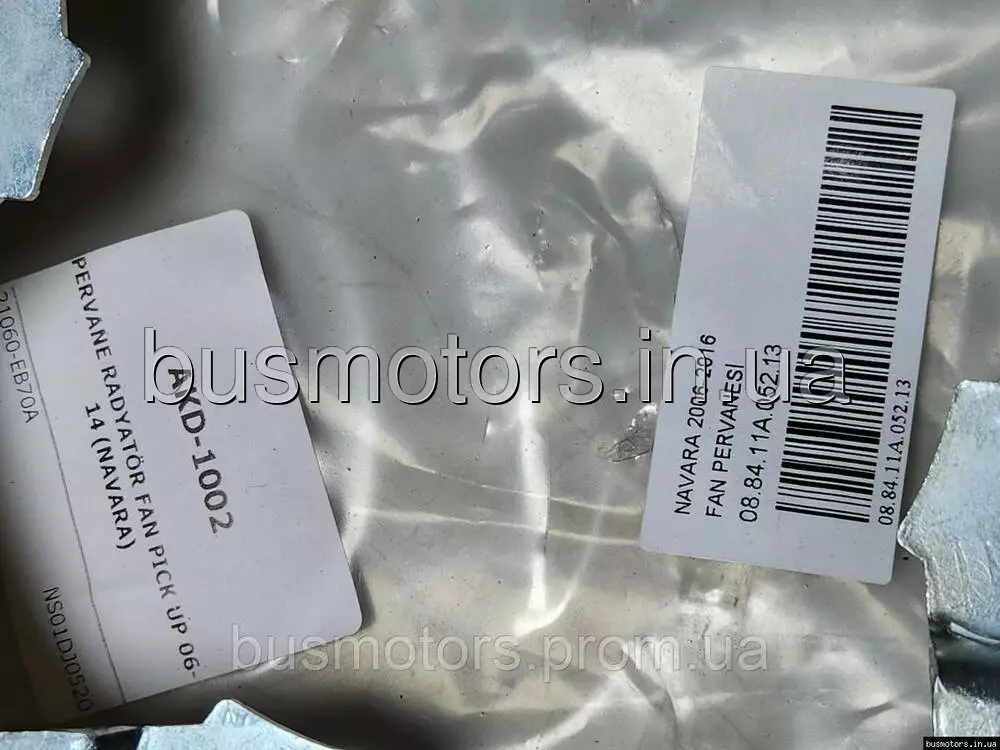 AKD-1002
PERVANE RADYATÖR FAN PICK UP 06-
14 (NAVARA)
21060-EB70A
NS01DJ0520
NAVARA 2006-2016
FAN PERVANESİ
08.84.11A.052.13
08.84.11A.052.13
busmotors.in.ua
busmotors.prom.ua
busmotors.in.ua